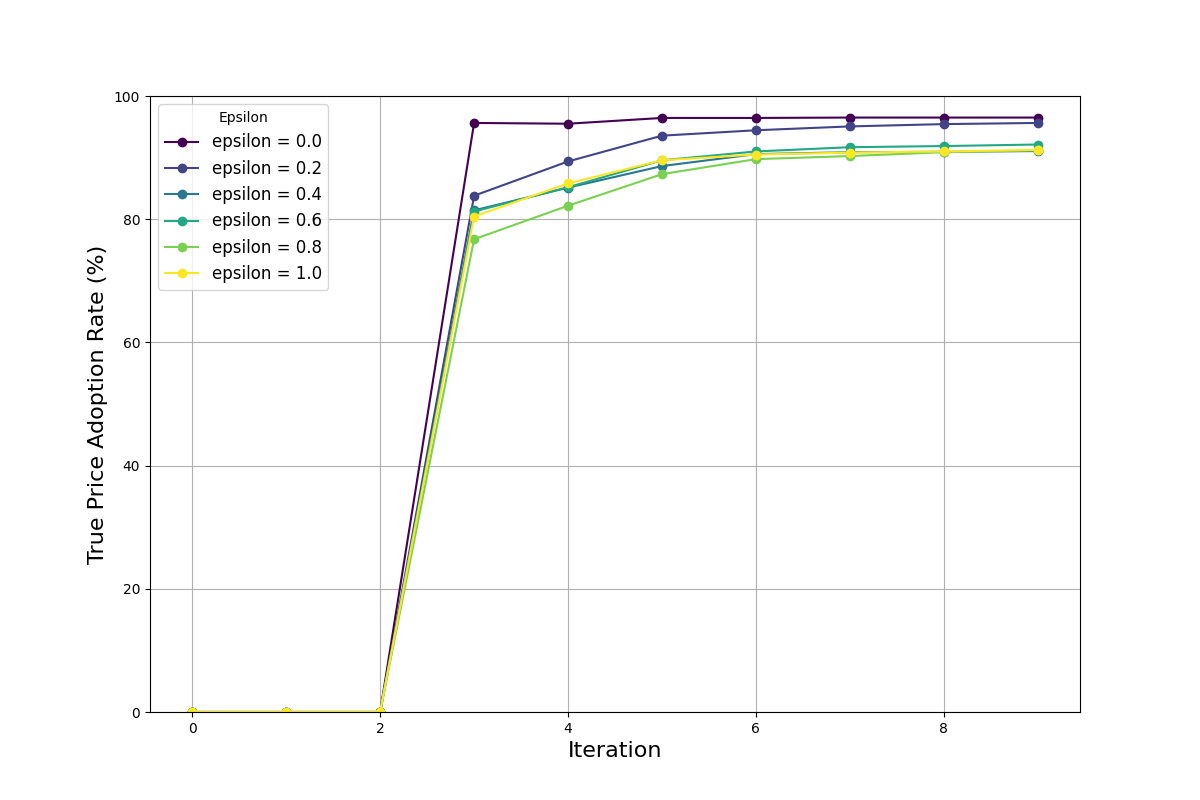 100
80
60
40
20
0
True Price Adoption Rate (%)
Epsilon
epsilon = 0.0
epsilon = 0.2
epsilon = 0.4
epsilon = 0.6
epsilon = 0.8
epsilon = 1.0
0 2 4 6 8
Iteration